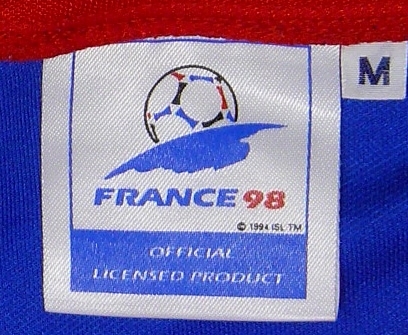 M
FRANCE 98
© 1994 ISL TM
OFFICIAL
LICENSED PRODUCT